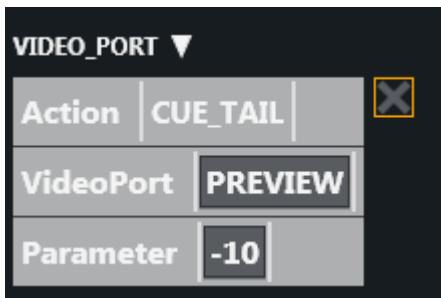 VIDEO_PORT ▼
Action CUE_TAIL
VideoPort PREVIEW
Parameter -10